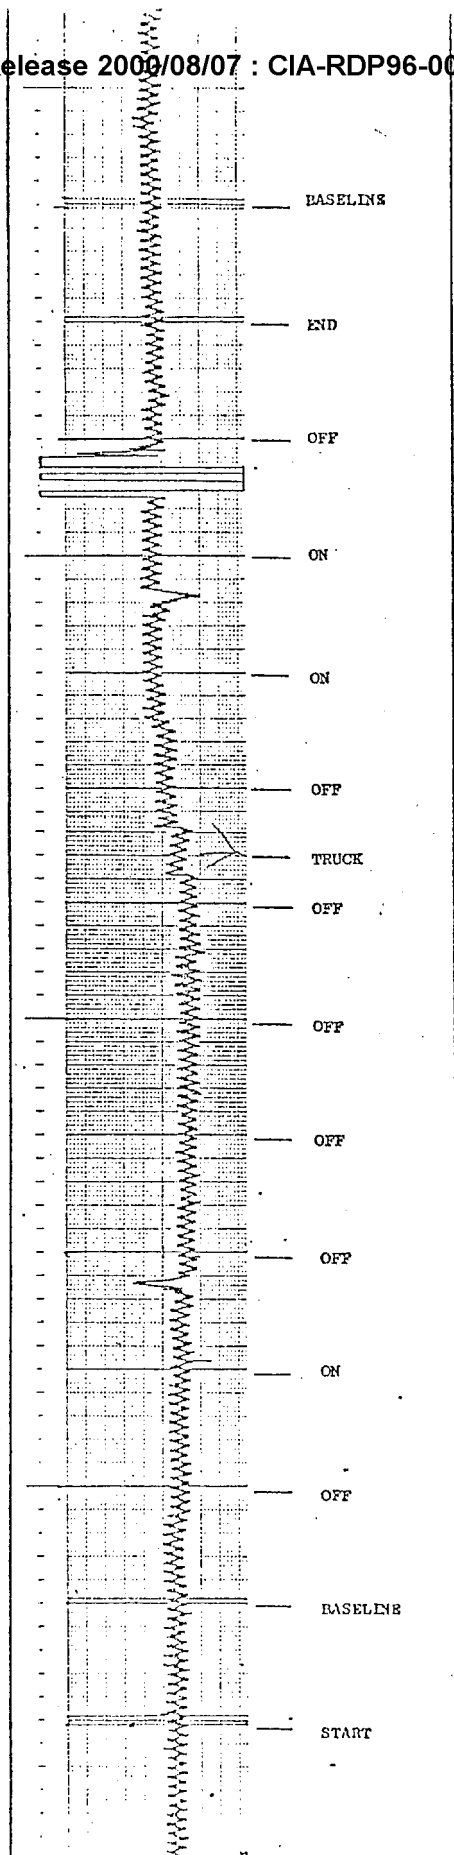 elease 2000/08/07 : CIA-RDP96-00
BASELINE
END
OFF
ON
ON
OFF
TRUCK
OFF
OFF
OFF
OFF
ON
OFF
BASELINE
START